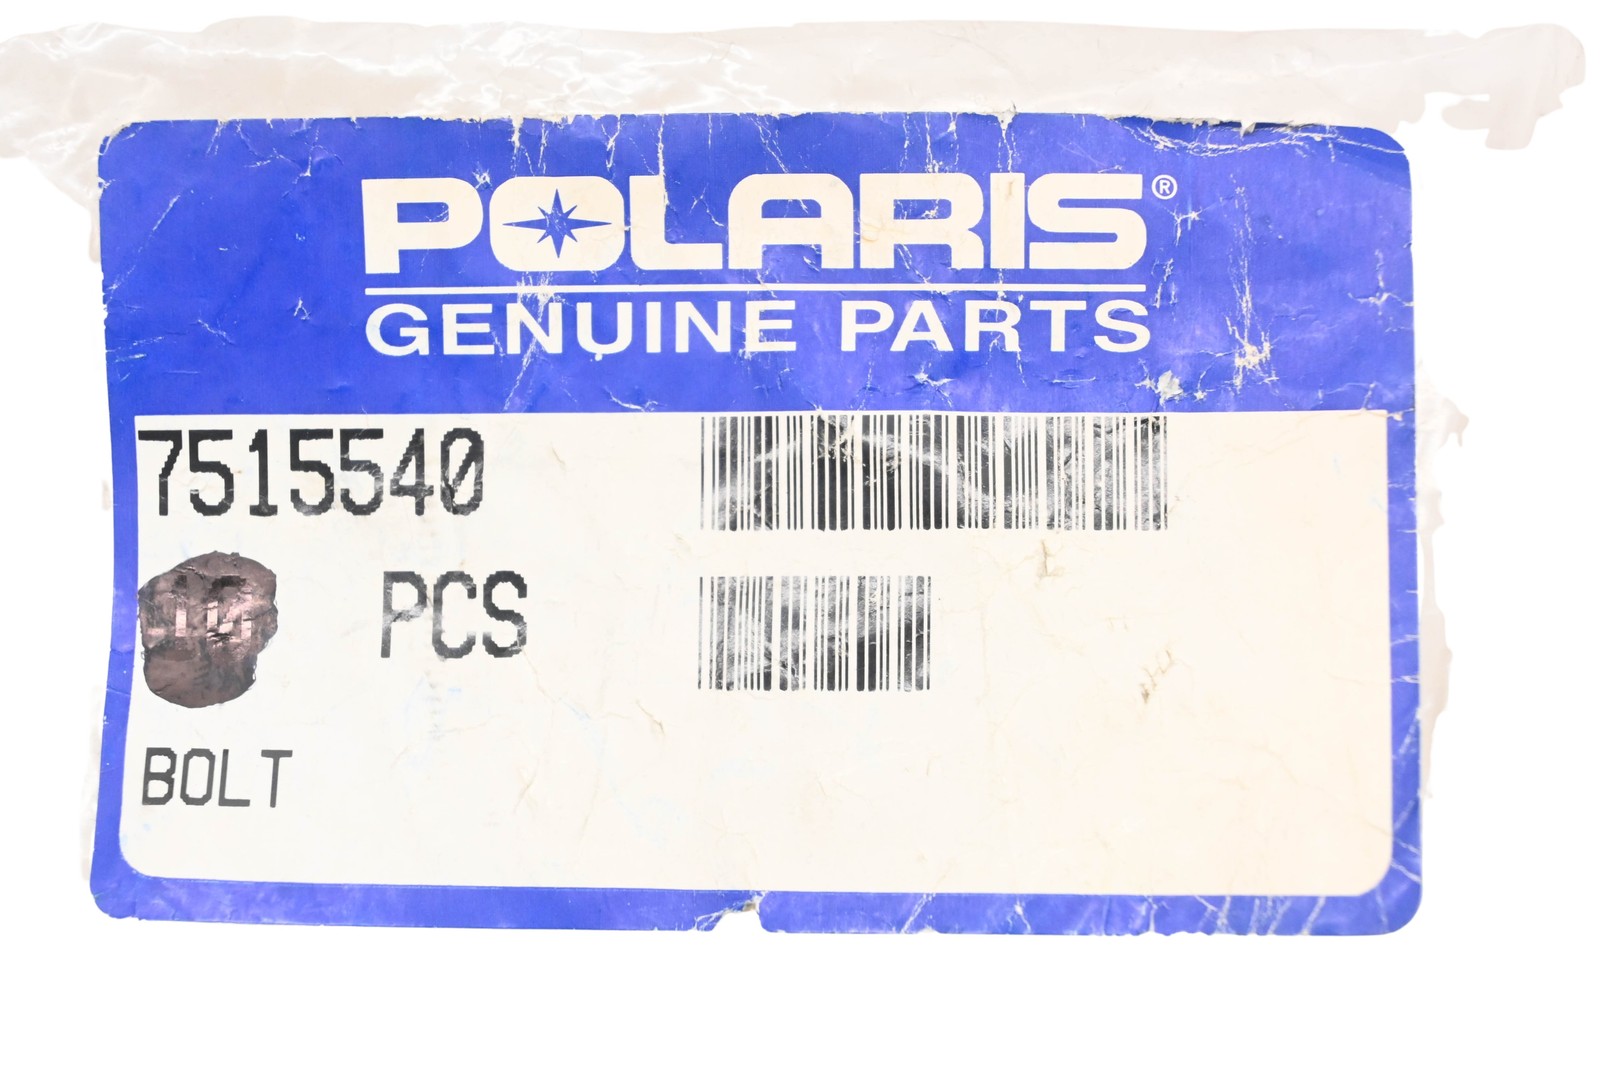 POLARIS®
GENUINE PARTS
7515540
PCS
BOLT